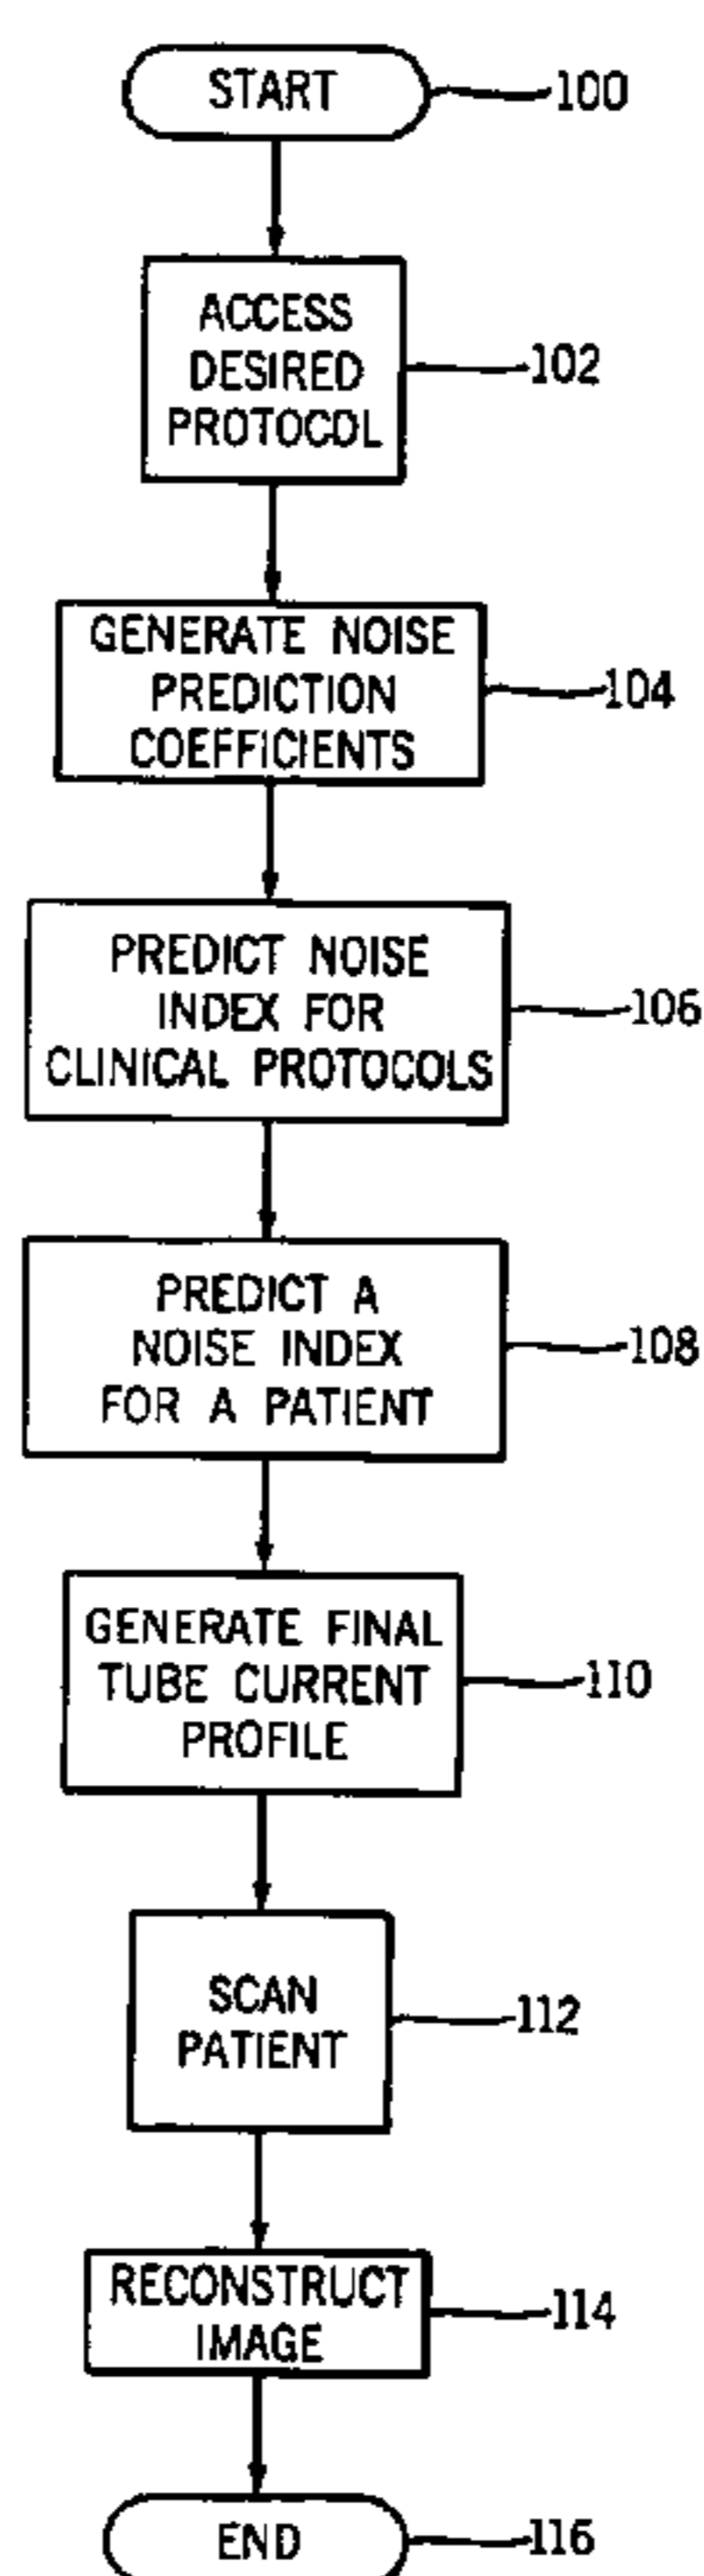 START
100
ACCESS
DESIRED
PROTOCOL
102
GENERATE NOISE
PREDICTION
COEFFICIENTS
104
PREDICT NOISE
INDEX FOR
CLINICAL PROTOCOLS
106
PREDICT A
NOISE INDEX
FOR A PATIENT
108
GENERATE FINAL
TUBE CURRENT
PROFILE
110
SCAN
PATIENT
112
RECONSTRUCT
IMAGE
114
END
116